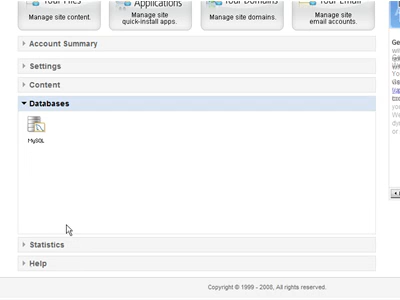 Your Files
Applications
Your Domains
Your Email
Manage site content.
Manage site
quick-install apps.
Manage site domains.
Manage site
email accounts.
Account Summary
Settings
Content
Databases
MySQL
Statistics
Help
Copyright © 1999 - 2008, All rights reserved.